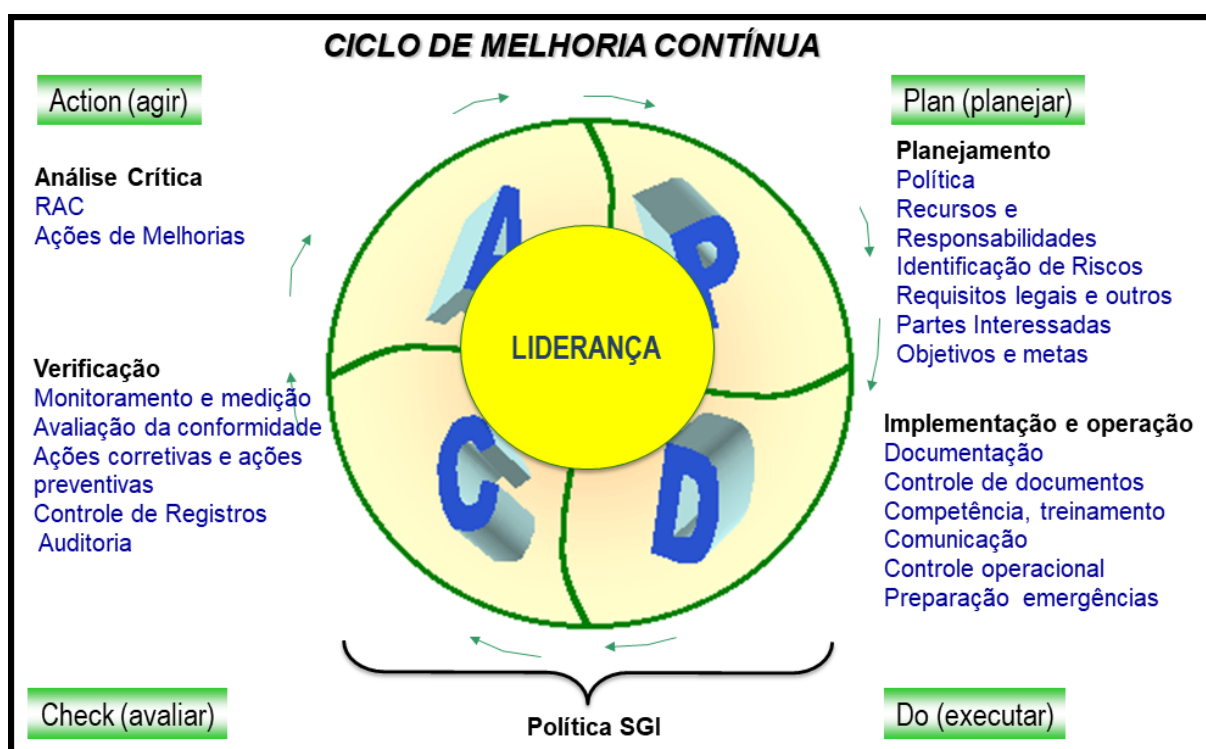 CICLO DE MELHORIA CONTÍNUA
Action (agir)
Análise Crítica
RAC
Ações de Melhorias
Plan (planejar)
Planejamento
Política
Recursos e
Responsabilidades
Identificação de Riscos
Requisitos legais e outros
Partes Interessadas
Objetivos e metas
A
P
LIDERANÇA
C
D
Verificação
Monitoramento e medição
Avaliação da conformidade
Ações corretivas e ações
preventivas
Controle de Registros
Auditoria
Implementação e operação
Documentação
Controle de documentos
Competência, treinamento
Comunicação
Controle operacional
Preparação emergências
Check (avaliar)
Política SGI
Do (executar)